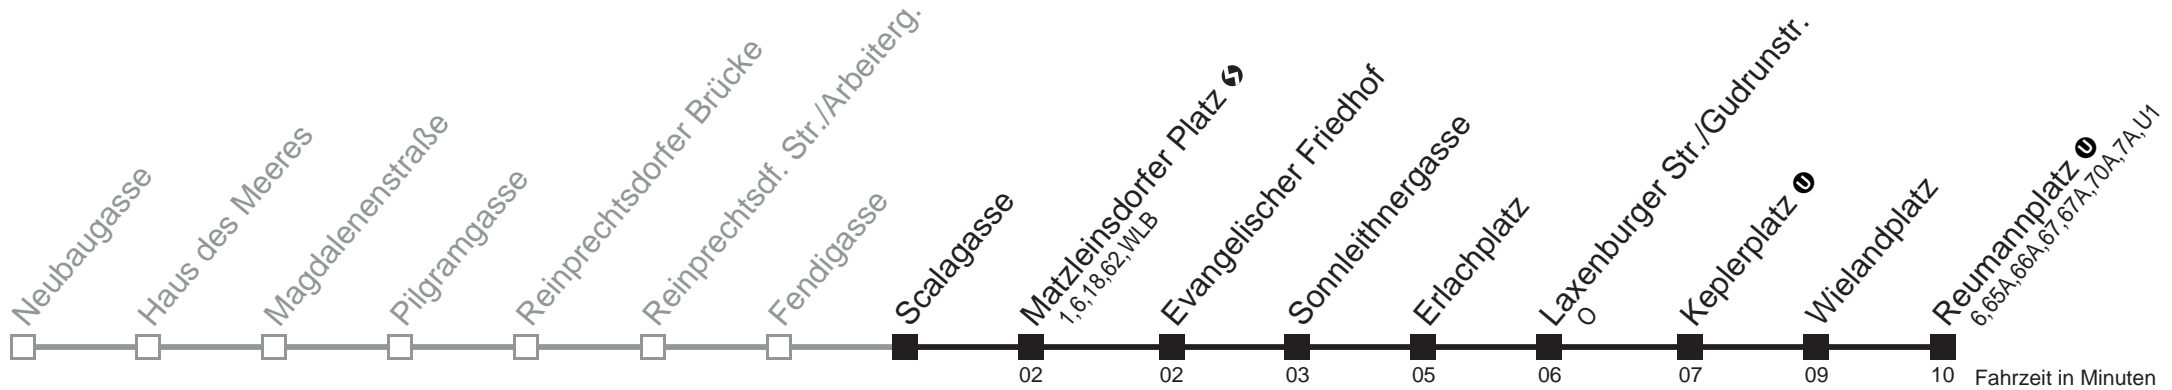 Neubaugasse
Haus des Meeres
Magdalenenstraße
Pilgramgasse
Reinprechtsdorfer Brücke
Reinprechtsdf. Str./Arbeiterg.
Fendigasse
Scalagasse
Matzleinsdorfer Platz
1,6,18,62,WLB
Evangelischer Friedhof
Sonnleithnergasse
Erlachplatz
Laxenburger Str./Gudrunstr.
O
Keplerplatz U
Wielandplatz
Reumannplatz U
6,65A,66A,67,67A,70A,7A,U1
02 02 03 05 06 07 09 10 Fahrzeit in Minuten